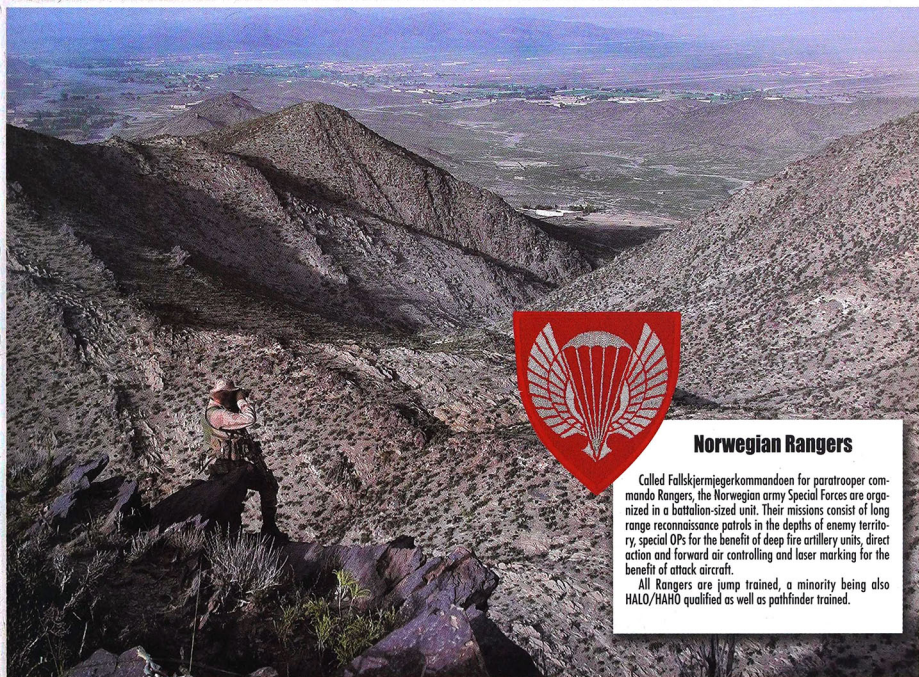 Norwegian Rangers
Called Fallskjermjegerkommandoen for paratrooper com-
mando Rangers, the Norwegian army Special Forces are orga-
nized in a battalion-sized unit. Their missions consist of long
range reconnaissance patrols in the depths of enemy territo-
ry, special OPs for the benefit of deep fire artillery units, direct
action and forward air controlling and laser marking for the
benefit of attack aircraft.
All Rangers are jump trained, a minority being also
HALO/HAHO qualified as well as pathfinder trained.